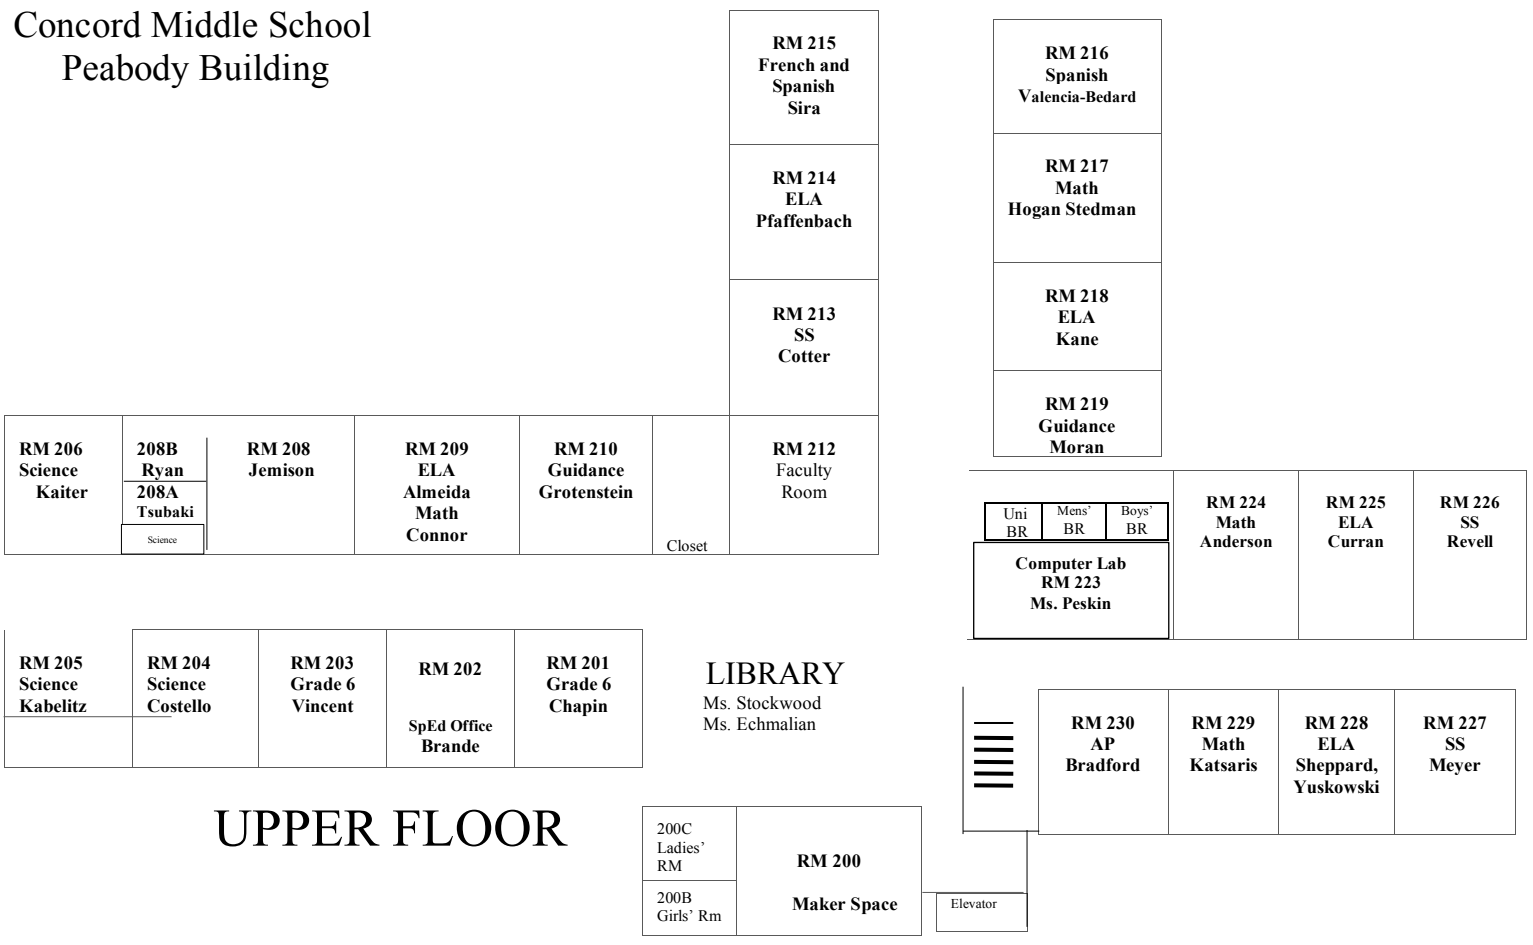 Concord Middle School
Peabody Building
RM 215
French and
Spanish
Sira
RM 216
Spanish
Valencia-Bedard
RM 214
ELA
Pfaffenbach
RM 217
Math
Hogan Stedman
RM 213
SS
Cotter
RM 218
ELA
Kane
RM 219
Guidance
Moran
RM 206
Science
Kaiter
208B
Ryan
208A
Tsubaki
Science
RM 208
Jemison
RM 209
ELA
Almeida
Math
Connor
RM 210
Guidance
Grotenstein
Closet
RM 212
Faculty
Room
Uni
BR
Mens'
BR
Boys'
BR
Computer Lab
RM 223
Ms. Peskin
RM 224
Math
Anderson
RM 225
ELA
Curran
RM 226
SS
Revell
RM 205
Science
Kabelitz
RM 204
Science
Costello
RM 203
Grade 6
Vincent
RM 202
SpEd Office
Brande
RM 201
Grade 6
Chapin
LIBRARY
Ms. Stockwood
Ms. Echmalian
RM 230
AP
Bradford
RM 229
Math
Katsaris
RM 228
ELA
Sheppard,
Yuskowski
RM 227
SS
Meyer
UPPER FLOOR
200C
Ladies'
RM
200B
Girls' Rm
RM 200
Maker Space
Elevator